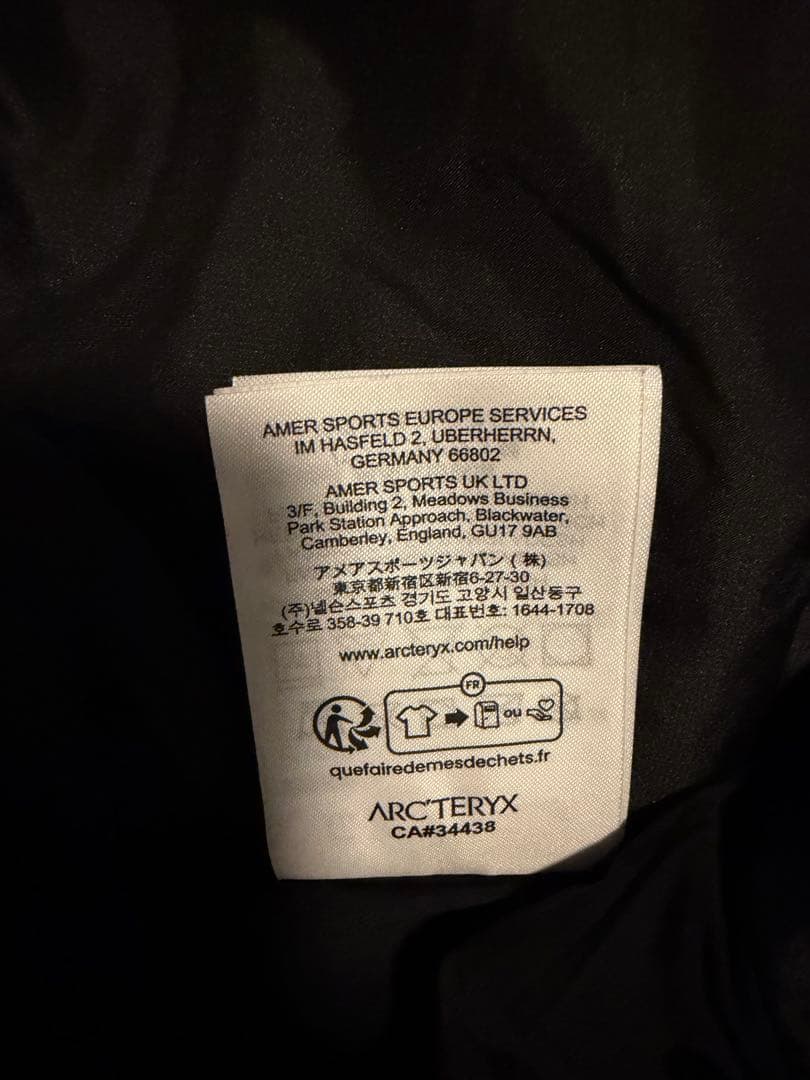 AMER SPORTS EUROPE SERVICES
IM HASFELD 2, UBERHERRN,
GERMANY 66802
AMER SPORTS UK LTD
3/F, Building 2, Meadows Business
Park Station Approach, Blackwater,
Camberley, England, GU17 9AB
アメアスポーツジャパン ( 株)
東京都新宿区新宿6-27-30
(주)넬슨스포츠 경기도 고양시 일산동구
호수로 358-39 710호 대표번호: 1644-1708
www.arcteryx.com/help
FR
ou
quefairedemesdechets.fr
ARC'TERYX
CA#34438